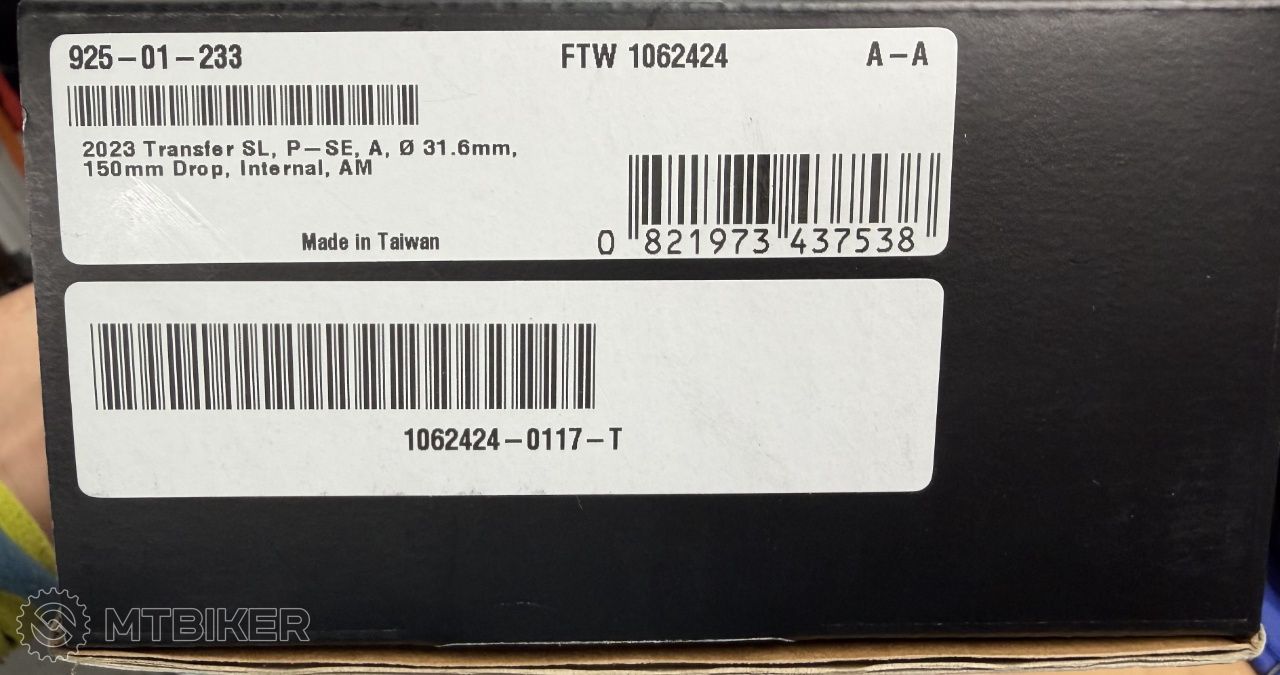 925-01-233 FTW 1062424 A-A
2023 Transfer SL, P-SE, A, Ø 31.6mm,
150mm Drop, Internal, AM
Made in Taiwan
0 821973 437538
1062424-0117-T
MTBIKER